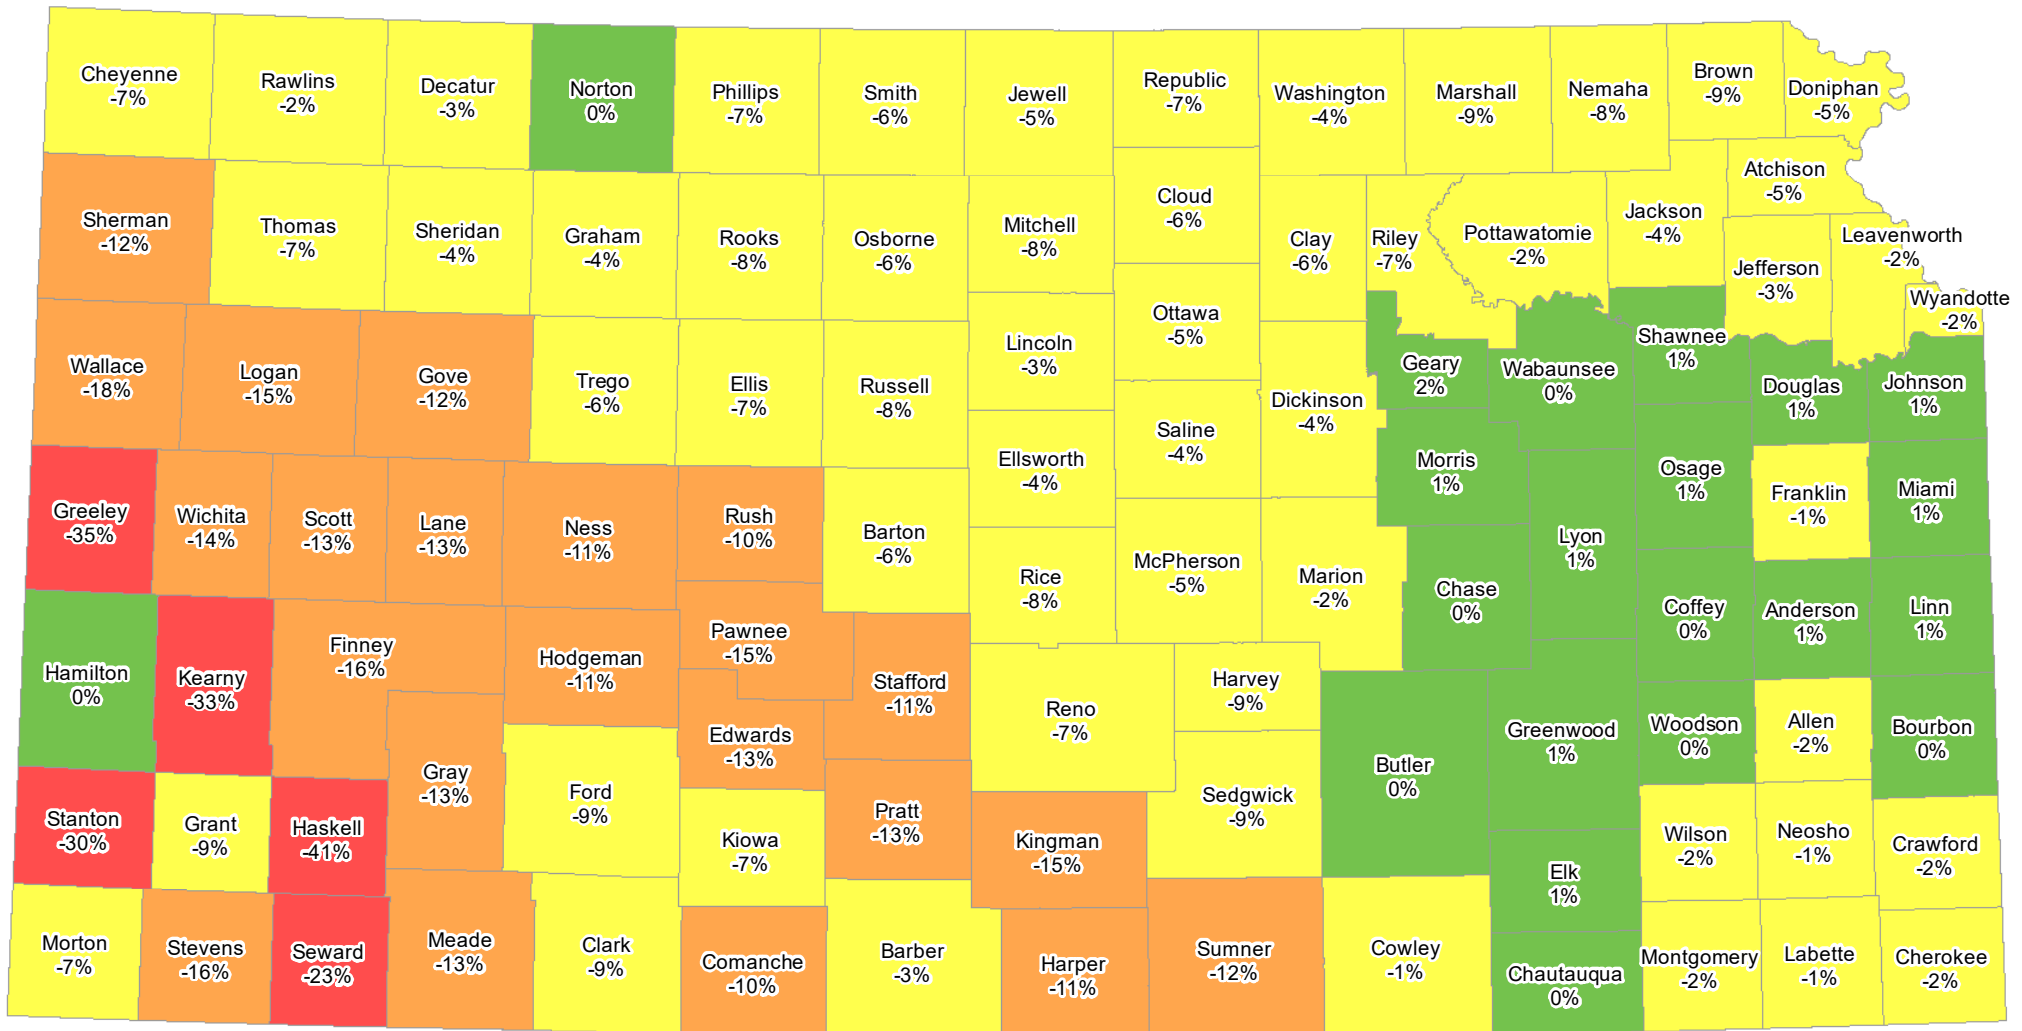 Cheyenne
-7%
Rawlins
-2%
Decatur
-3%
Norton
0%
Phillips
-7%
Smith
-6%
Jewell
-5%
Republic
-7%
Washington
-4%
Marshall
-9%
Nemaha
-8%
Brown
-9%
Doniphan
-5%
Sherman
-12%
Thomas
-7%
Sheridan
-4%
Graham
-4%
Rooks
-8%
Osborne
-6%
Mitchell
-8%
Cloud
-6%
Clay
-6%
Riley
-7%
Pottawatomie
-2%
Jackson
-4%
Atchison
-5%
Jefferson
-3%
Leavenworth
-2%
Wyandotte
-2%
Wallace
-18%
Logan
-15%
Gove
-12%
Trego
-6%
Ellis
-7%
Russell
-8%
Lincoln
-3%
Ottawa
-5%
Saline
-4%
Dickinson
-4%
Geary
2%
Wabaunsee
0%
Shawnee
1%
Douglas
1%
Johnson
1%
Greeley
-35%
Wichita
-14%
Scott
-13%
Lane
-13%
Ness
-11%
Rush
-10%
Barton
-6%
Ellsworth
-4%
Rice
-8%
McPherson
-5%
Marion
-2%
Morris
1%
Chase
0%
Lyon
1%
Osage
1%
Franklin
-1%
Miami
1%
Hamilton
0%
Kearny
-33%
Finney
-16%
Hodgeman
-11%
Pawnee
-15%
Stafford
-11%
Edwards
-13%
Reno
-7%
Harvey
-9%
Coffey
0%
Anderson
1%
Linn
1%
Stanton
-30%
Grant
-9%
Haskell
-41%
Gray
-13%
Ford
-9%
Kiowa
-7%
Pratt
-13%
Kingman
-15%
Sedgwick
-9%
Butler
0%
Greenwood
1%
Woodson
0%
Allen
-2%
Bourbon
0%
Elk
1%
Wilson
-2%
Neosho
-1%
Crawford
-2%
Morton
-7%
Stevens
-16%
Seward
-23%
Meade
-13%
Clark
-9%
Comanche
-10%
Barber
-3%
Harper
-11%
Sumner
-12%
Cowley
-1%
Chautauqua
0%
Montgomery
-2%
Labette
-1%
Cherokee
-2%